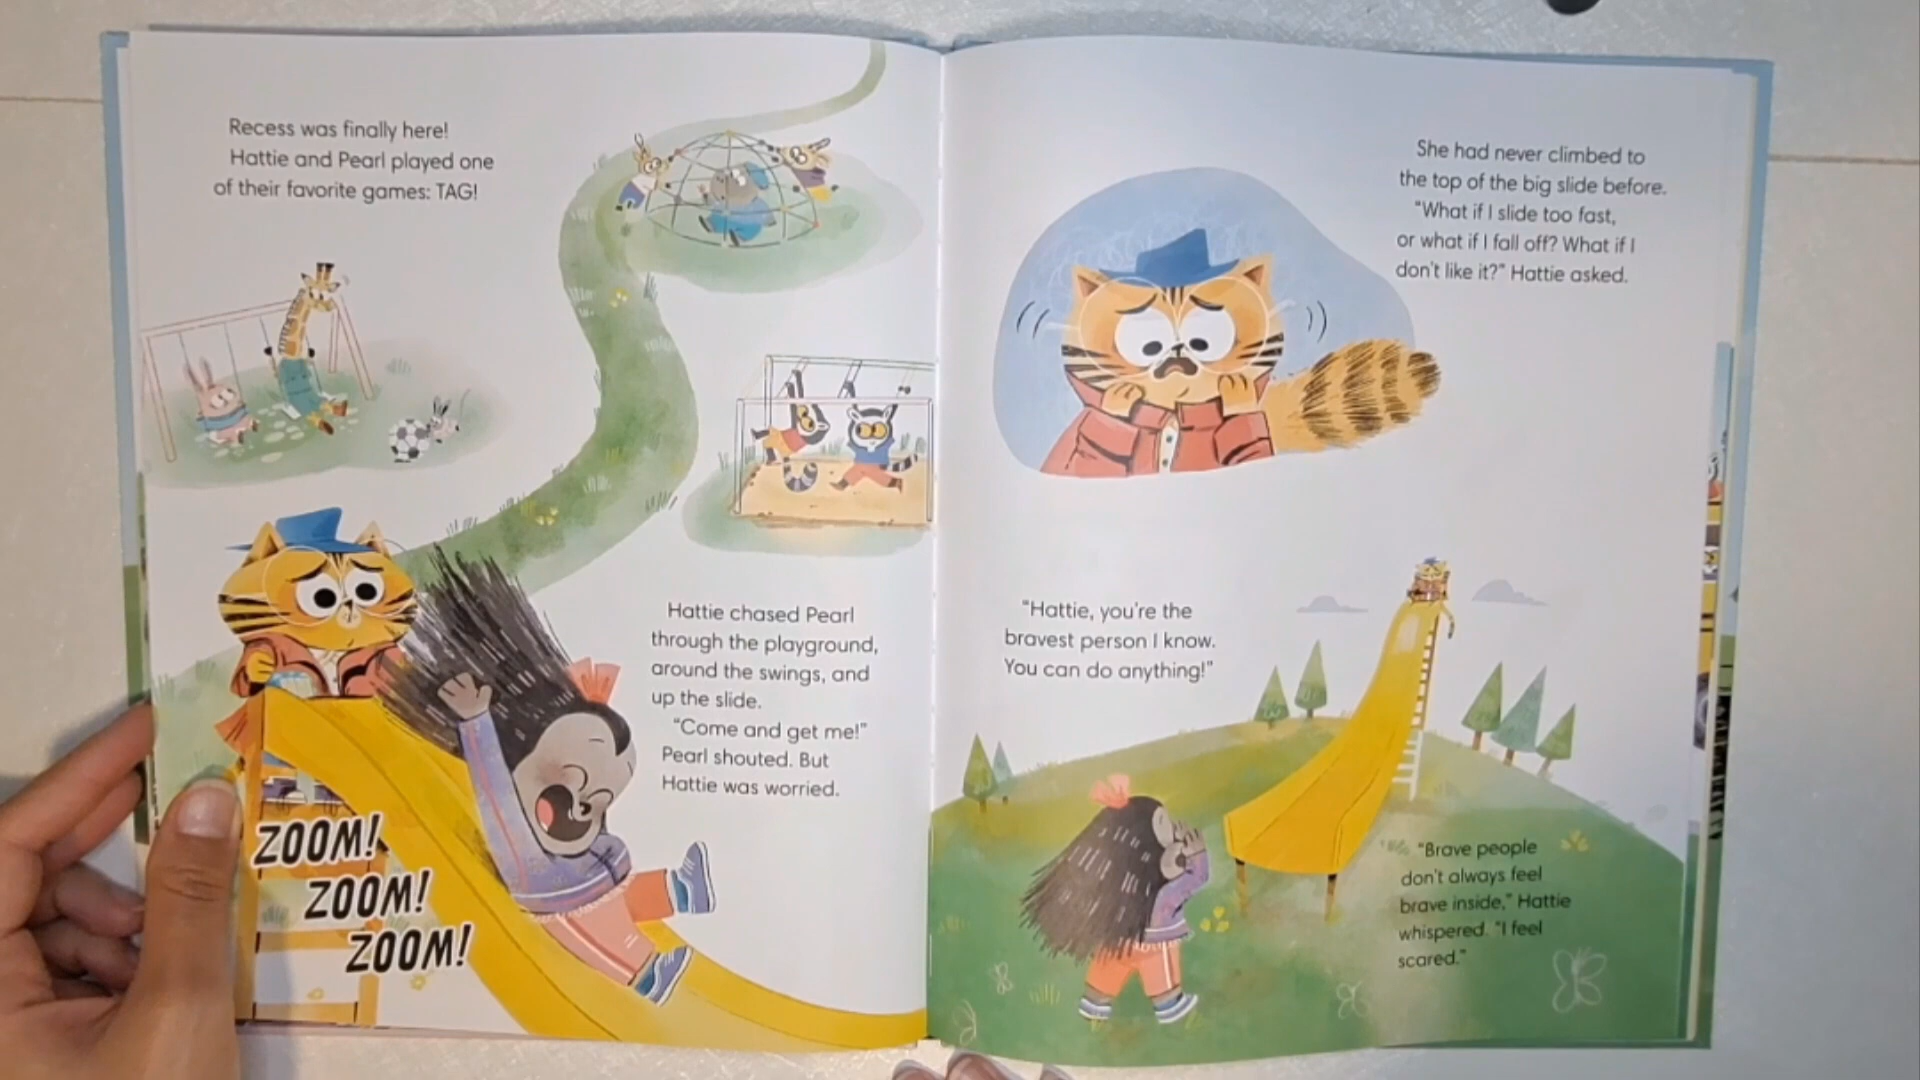 Recess was finally here!
Hattie and Pearl played one
of their favorite games: TAG!
Hattie chased Pearl
through the playground,
around the swings, and
up the slide.
"Come and get me!"
Pearl shouted. But
Hattie was worried.
ZOOM!
ZOOM!
ZOOM!
She had never climbed to
the top of the big slide before.
"What if I slide too fast,
or what if I fall off? What if I
don't like it?" Hattie asked.
"Hattie, you're the
bravest person I know.
You can do anything!"
"Brave people
don't always feel
brave inside," Hattie
whispered. "I feel
scared."